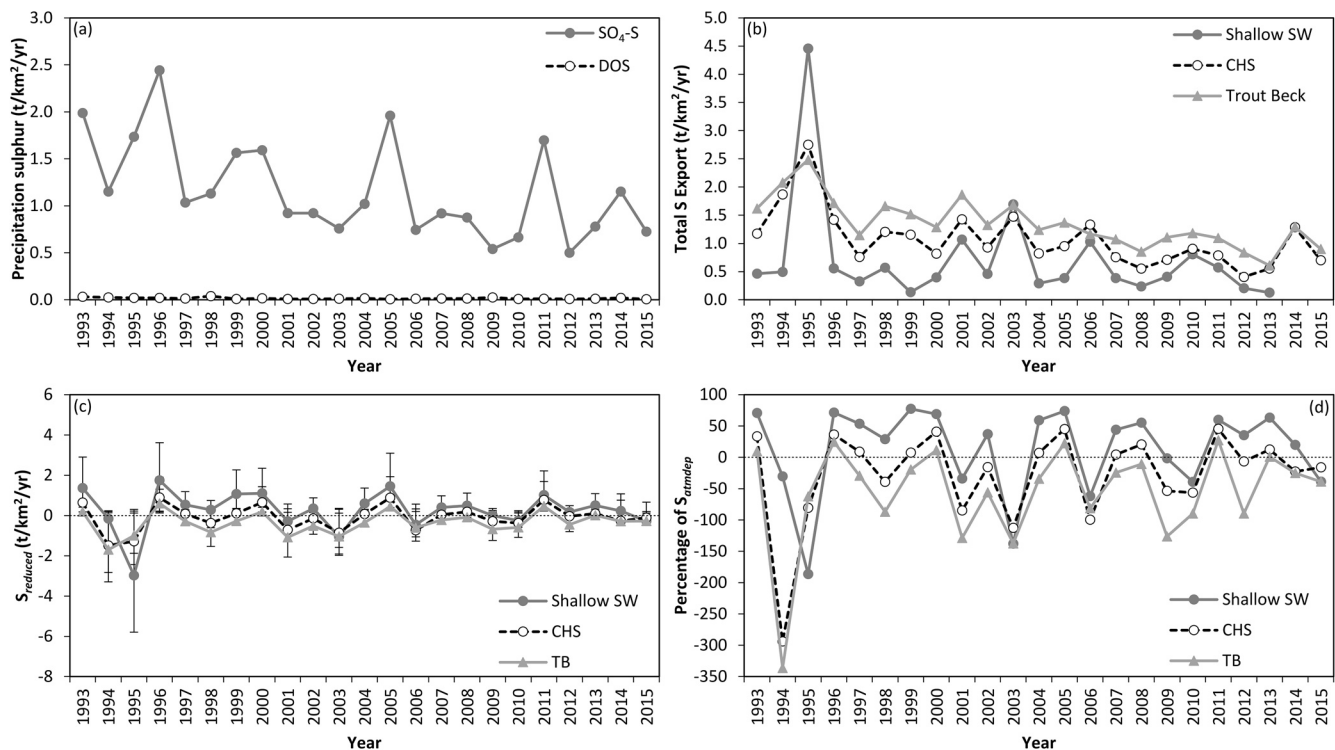 (a)
Precipitation sulphur (t/km²/yr)
3.0
2.5
2.0
1.5
1.0
0.5
0.0
SO₄-S
DOS
1993 1994 1995 1996 1997 1998 1999 2000 2001 2002 2003 2004 2005 2006 2007 2008 2009 2010 2011 2012 2013 2014 2015
Year
(b)
Total S Export (t/km²/yr)
5.0
4.5
4.0
3.5
3.0
2.5
2.0
1.5
1.0
0.5
0.0
Shallow SW
CHS
Trout Beck
1993 1994 1995 1996 1997 1998 1999 2000 2001 2002 2003 2004 2005 2006 2007 2008 2009 2010 2011 2012 2013 2014 2015
Year
(c)
Sreduced (t/km²/yr)
6
4
2
0
-2
-4
-6
-8
Shallow SW
CHS
TB
1993 1994 1995 1996 1997 1998 1999 2000 2001 2002 2003 2004 2005 2006 2007 2008 2009 2010 2011 2012 2013 2014 2015
Year
(d)
Percentage of Satmdep
100
50
0
-50
-100
-150
-200
-250
-300
-350
Shallow SW
CHS
TB
1993 1994 1995 1996 1997 1998 1999 2000 2001 2002 2003 2004 2005 2006 2007 2008 2009 2010 2011 2012 2013 2014 2015
Year